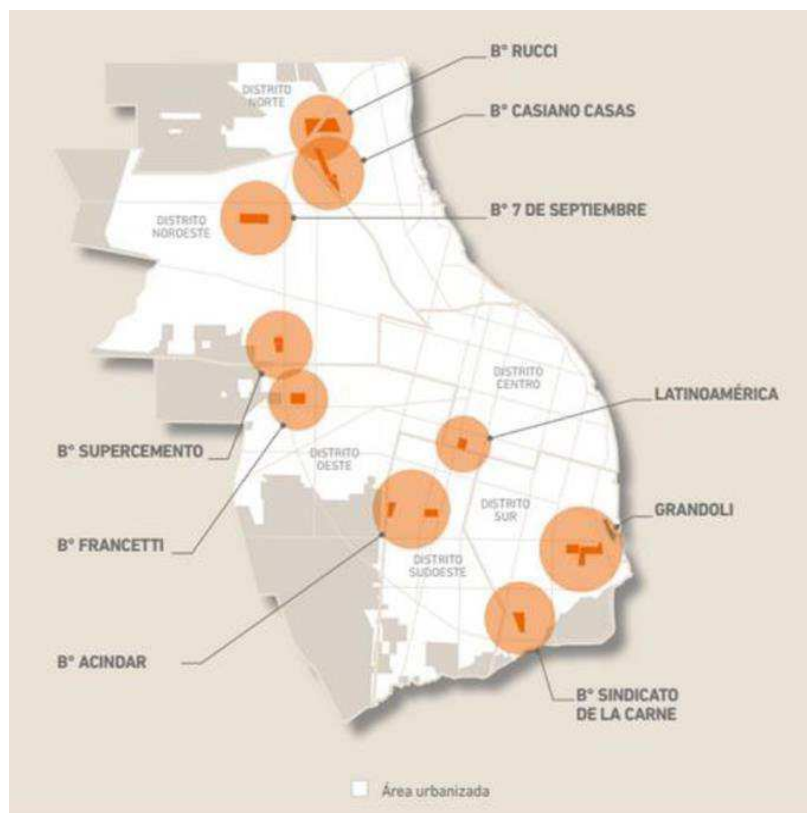 B° RUCCI
DISTRITO
NORTE
B° CASIANO CASAS
B° 7 DE SEPTIEMBRE
DISTRITO
NOROESTE
DISTRITO
CENTRO
LATINOAMÉRICA
B° SUPERCEMENTO
DISTRITO
OESTE
DISTRITO
SUR
GRANDOLI
B° FRANCETTI
DISTRITO
SUDOESTE
B° ACINDAR
B° SINDICATO
DE LA CARNE
Área urbanizada